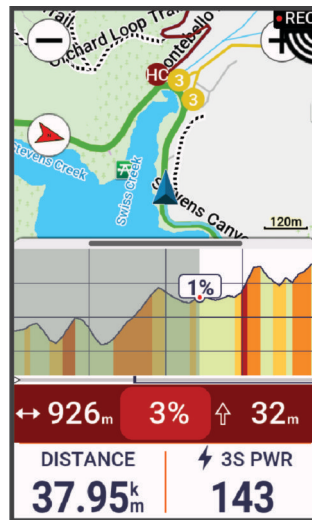 Trail
Orchard Loop Trail
Montebello
REC
HC
3
3
Stevens Creek
Swiss Creek
Stevens Canyo
120m
1%
926m
3%
32m
DISTANCE
3S PWR
37.95km
143